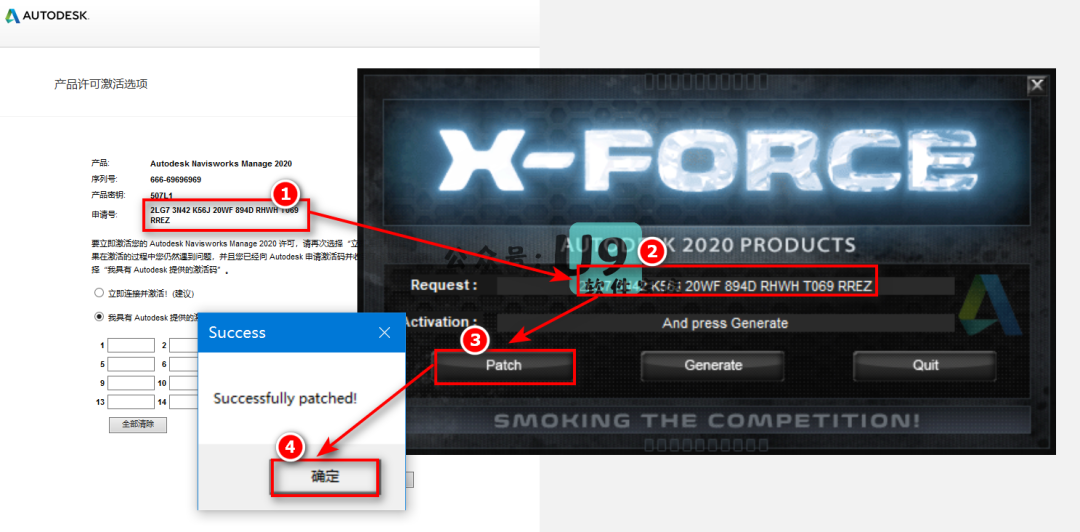 AUTODESK.
产品许可激活选项
产品: Autodesk Navisworks Manage 2020
序列号: 666-69696969
产品密钥: 507L1
申请号: 2LG7 3N42 K56J 20WF 894D RHWH T069
RREZ
要立即激活您的 Autodesk Navisworks Manage 2020 许可，请再次选择“立
果在激活的过程中您仍然遇到问题，并且您已经向 Autodesk 申请激活码并收
择“我具有 Autodesk 提供的激活码”。
立即连接并激活! (建议)
我具有 Autodesk 提供的
1 2
5 6
9 10
13 14
全部清除
1
X-FORCE
AUTODESK 2020 PRODUCTS
公众号:
U9
软件
2
Request: K56J 20WF 894D RHWH T069 RREZ
Activation: And press Generate
3
Patch Generate Quit
SMOKING THE COMPETITION!
Success
Successfully patched!
4
确定